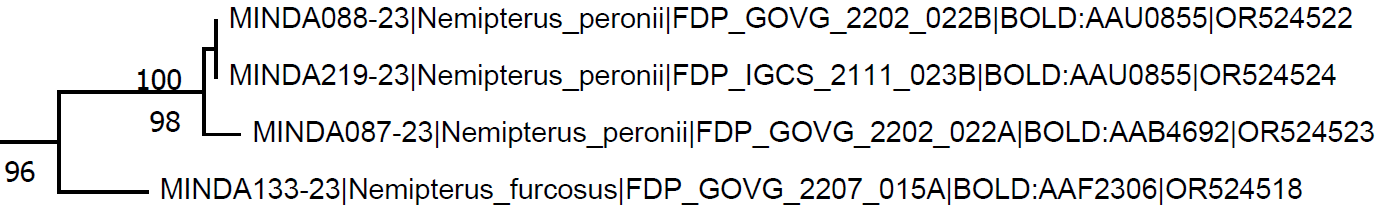 MINDA088-23|Nemipterus_peronii|FDP_GOVG_2202_022B|BOLD:AAU0855|OR524522
100
MINDA219-23|Nemipterus_peronii|FDP_IGCS_2111_023B|BOLD:AAU0855|OR524524
98
MINDA087-23|Nemipterus_peronii|FDP_GOVG_2202_022A|BOLD:AAB4692|OR524523
96
MINDA133-23|Nemipterus_furcosus|FDP_GOVG_2207_015A|BOLD:AAF2306|OR524518